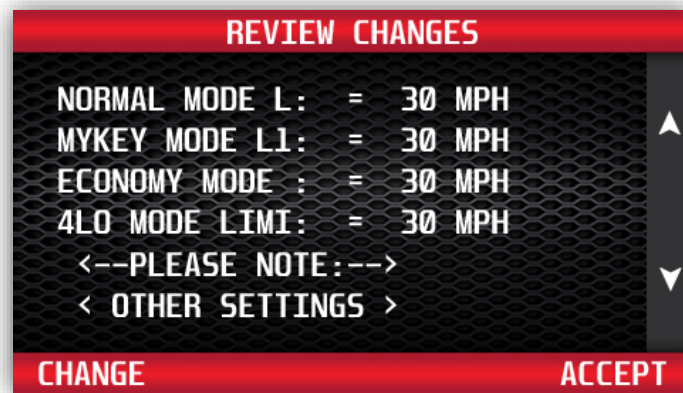 REVIEW CHANGES
NORMAL MODE L: = 30 MPH
MYKEY MODE L1: = 30 MPH
ECONOMY MODE : = 30 MPH
4LO MODE LIMI: = 30 MPH
<--PLEASE NOTE:-->
< OTHER SETTINGS >
CHANGE ACCEPT